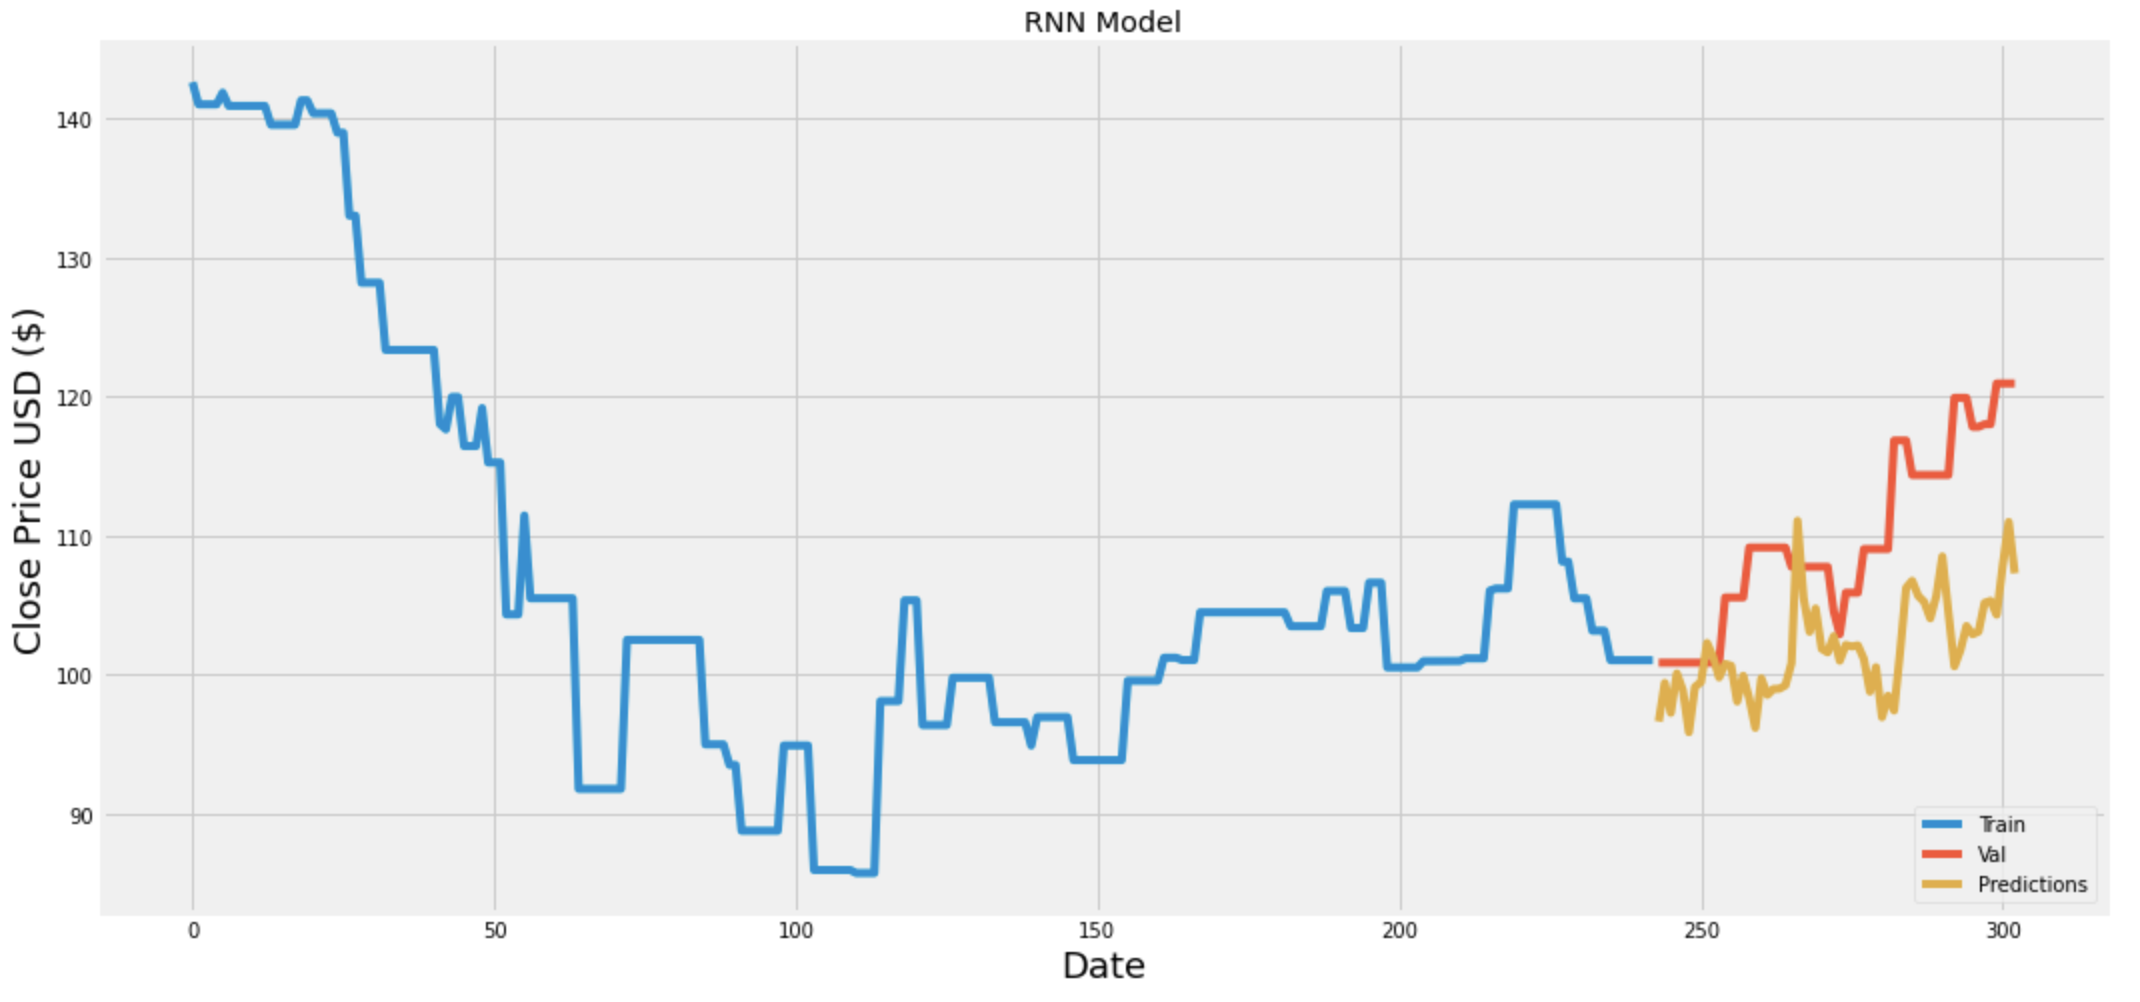 RNN Model
Close Price USD ($)
140
130
120
110
100
90
0 50 100 150 200 250 300
Date
Train
Val
Predictions